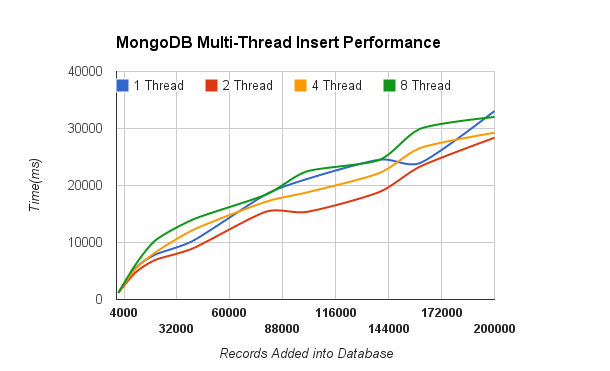 MongoDB Multi-Thread Insert Performance
40000
1 Thread 2 Thread 4 Thread 8 Thread
30000
Time(ms)
20000
10000
0
4000 60000 116000 172000
32000 88000 144000 200000
Records Added into Database